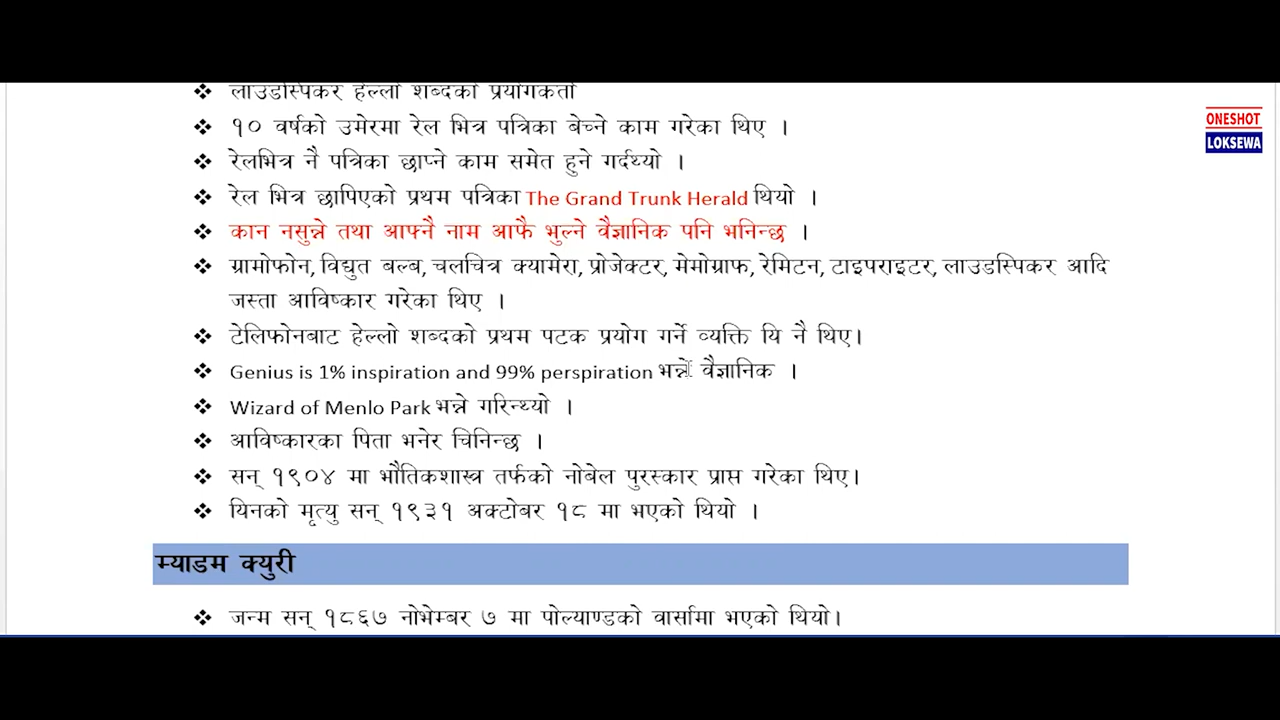 लाउडस्पिकर हेल्लो शब्दको प्रयोगकर्ता
❖ १० वर्षको उमेरमा रेल भित्र पत्रिका बेच्ने काम गरेका थिए ।
❖ रेलभित्र नै पत्रिका छाप्ने काम समेत हुने गर्दथ्यो ।
❖ रेल भित्र छापिएको प्रथम पत्रिका The Grand Trunk Herald थियो ।
❖ कान नसुन्ने तथा आफ्नै नाम आफै भुल्ने वैज्ञानिक पनि भनिन्छ ।
❖ ग्रामोफोन, विद्युत बल्ब, चलचित्र क्यामेरा, प्रोजेक्टर, मेमोग्राफ, रेमिटन, टाइपराइटर, लाउडस्पिकर आदि
जस्ता आविष्कार गरेका थिए ।
❖ टेलिफोनबाट हेल्लो शब्दको प्रथम पटक प्रयोग गर्ने व्यक्ति यि नै थिए।
❖ Genius is 1% inspiration and 99% perspiration भन्ने वैज्ञानिक ।
❖ Wizard of Menlo Park भन्ने गरिन्थ्यो ।
❖ आविष्कारका पिता भनेर चिनिन्छ ।
❖ सन् १९०४ मा भौतिकशास्त्र तर्फको नोबेल पुरस्कार प्राप्त गरेका थिए।
❖ यिनको मृत्यु सन् १९३१ अक्टोबर १८ मा भएको थियो ।
म्याडम क्युरी
❖ जन्म सन् १८६७ नोभेम्बर ७ मा पोल्याण्डको वार्सामा भएको थियो।
ONESHOT
LOKSEWA